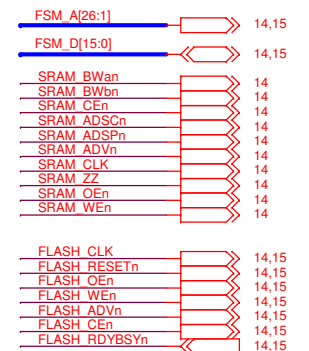 FSM_A[26:1] 14,15
FSM_D[15:0] 14,15
SRAM_BWan 14
SRAM_BWbn 14
SRAM_CEn 14
SRAM_ADSCn 14
SRAM_ADSPn 14
SRAM_ADVn 14
SRAM_CLK 14
SRAM_ZZ 14
SRAM_OEn 14
SRAM_WEn 14
FLASH_CLK 14,15
FLASH_RESETn 14,15
FLASH_OEn 14,15
FLASH_WEn 14,15
FLASH_ADVn 14,15
FLASH_CEn 14,15
FLASH_RDYBSYn 14,15